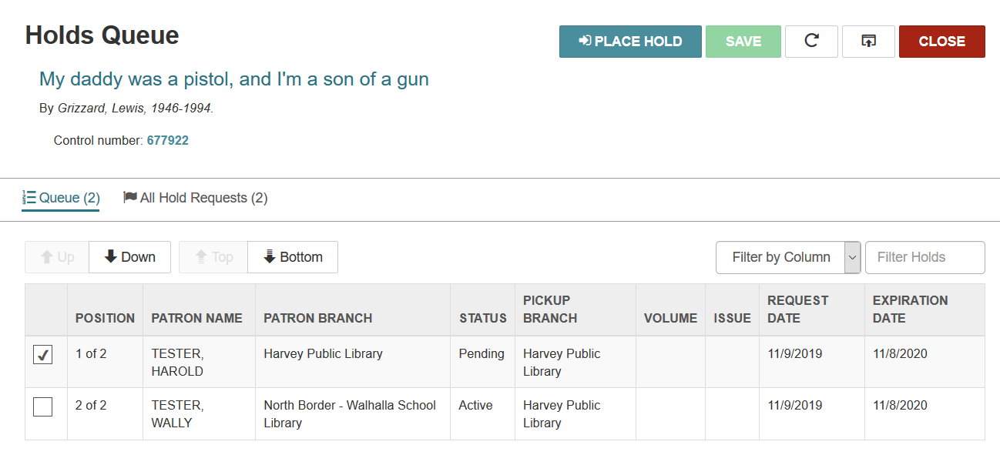 Holds Queue
PLACE HOLD SAVE CLOSE
My daddy was a pistol, and I'm a son of a gun
By Grizzard, Lewis, 1946-1994.
Control number: 677922
Queue (2) All Hold Requests (2)
Up Down Top Bottom Filter by Column Filter Holds
POSITION PATRON NAME PATRON BRANCH STATUS PICKUP BRANCH VOLUME ISSUE REQUEST DATE EXPIRATION DATE
1 of 2 TESTER, HAROLD Harvey Public Library Pending Harvey Public Library 11/9/2019 11/8/2020
2 of 2 TESTER, WALLY North Border - Walhalla School Library Active Harvey Public Library 11/9/2019 11/8/2020